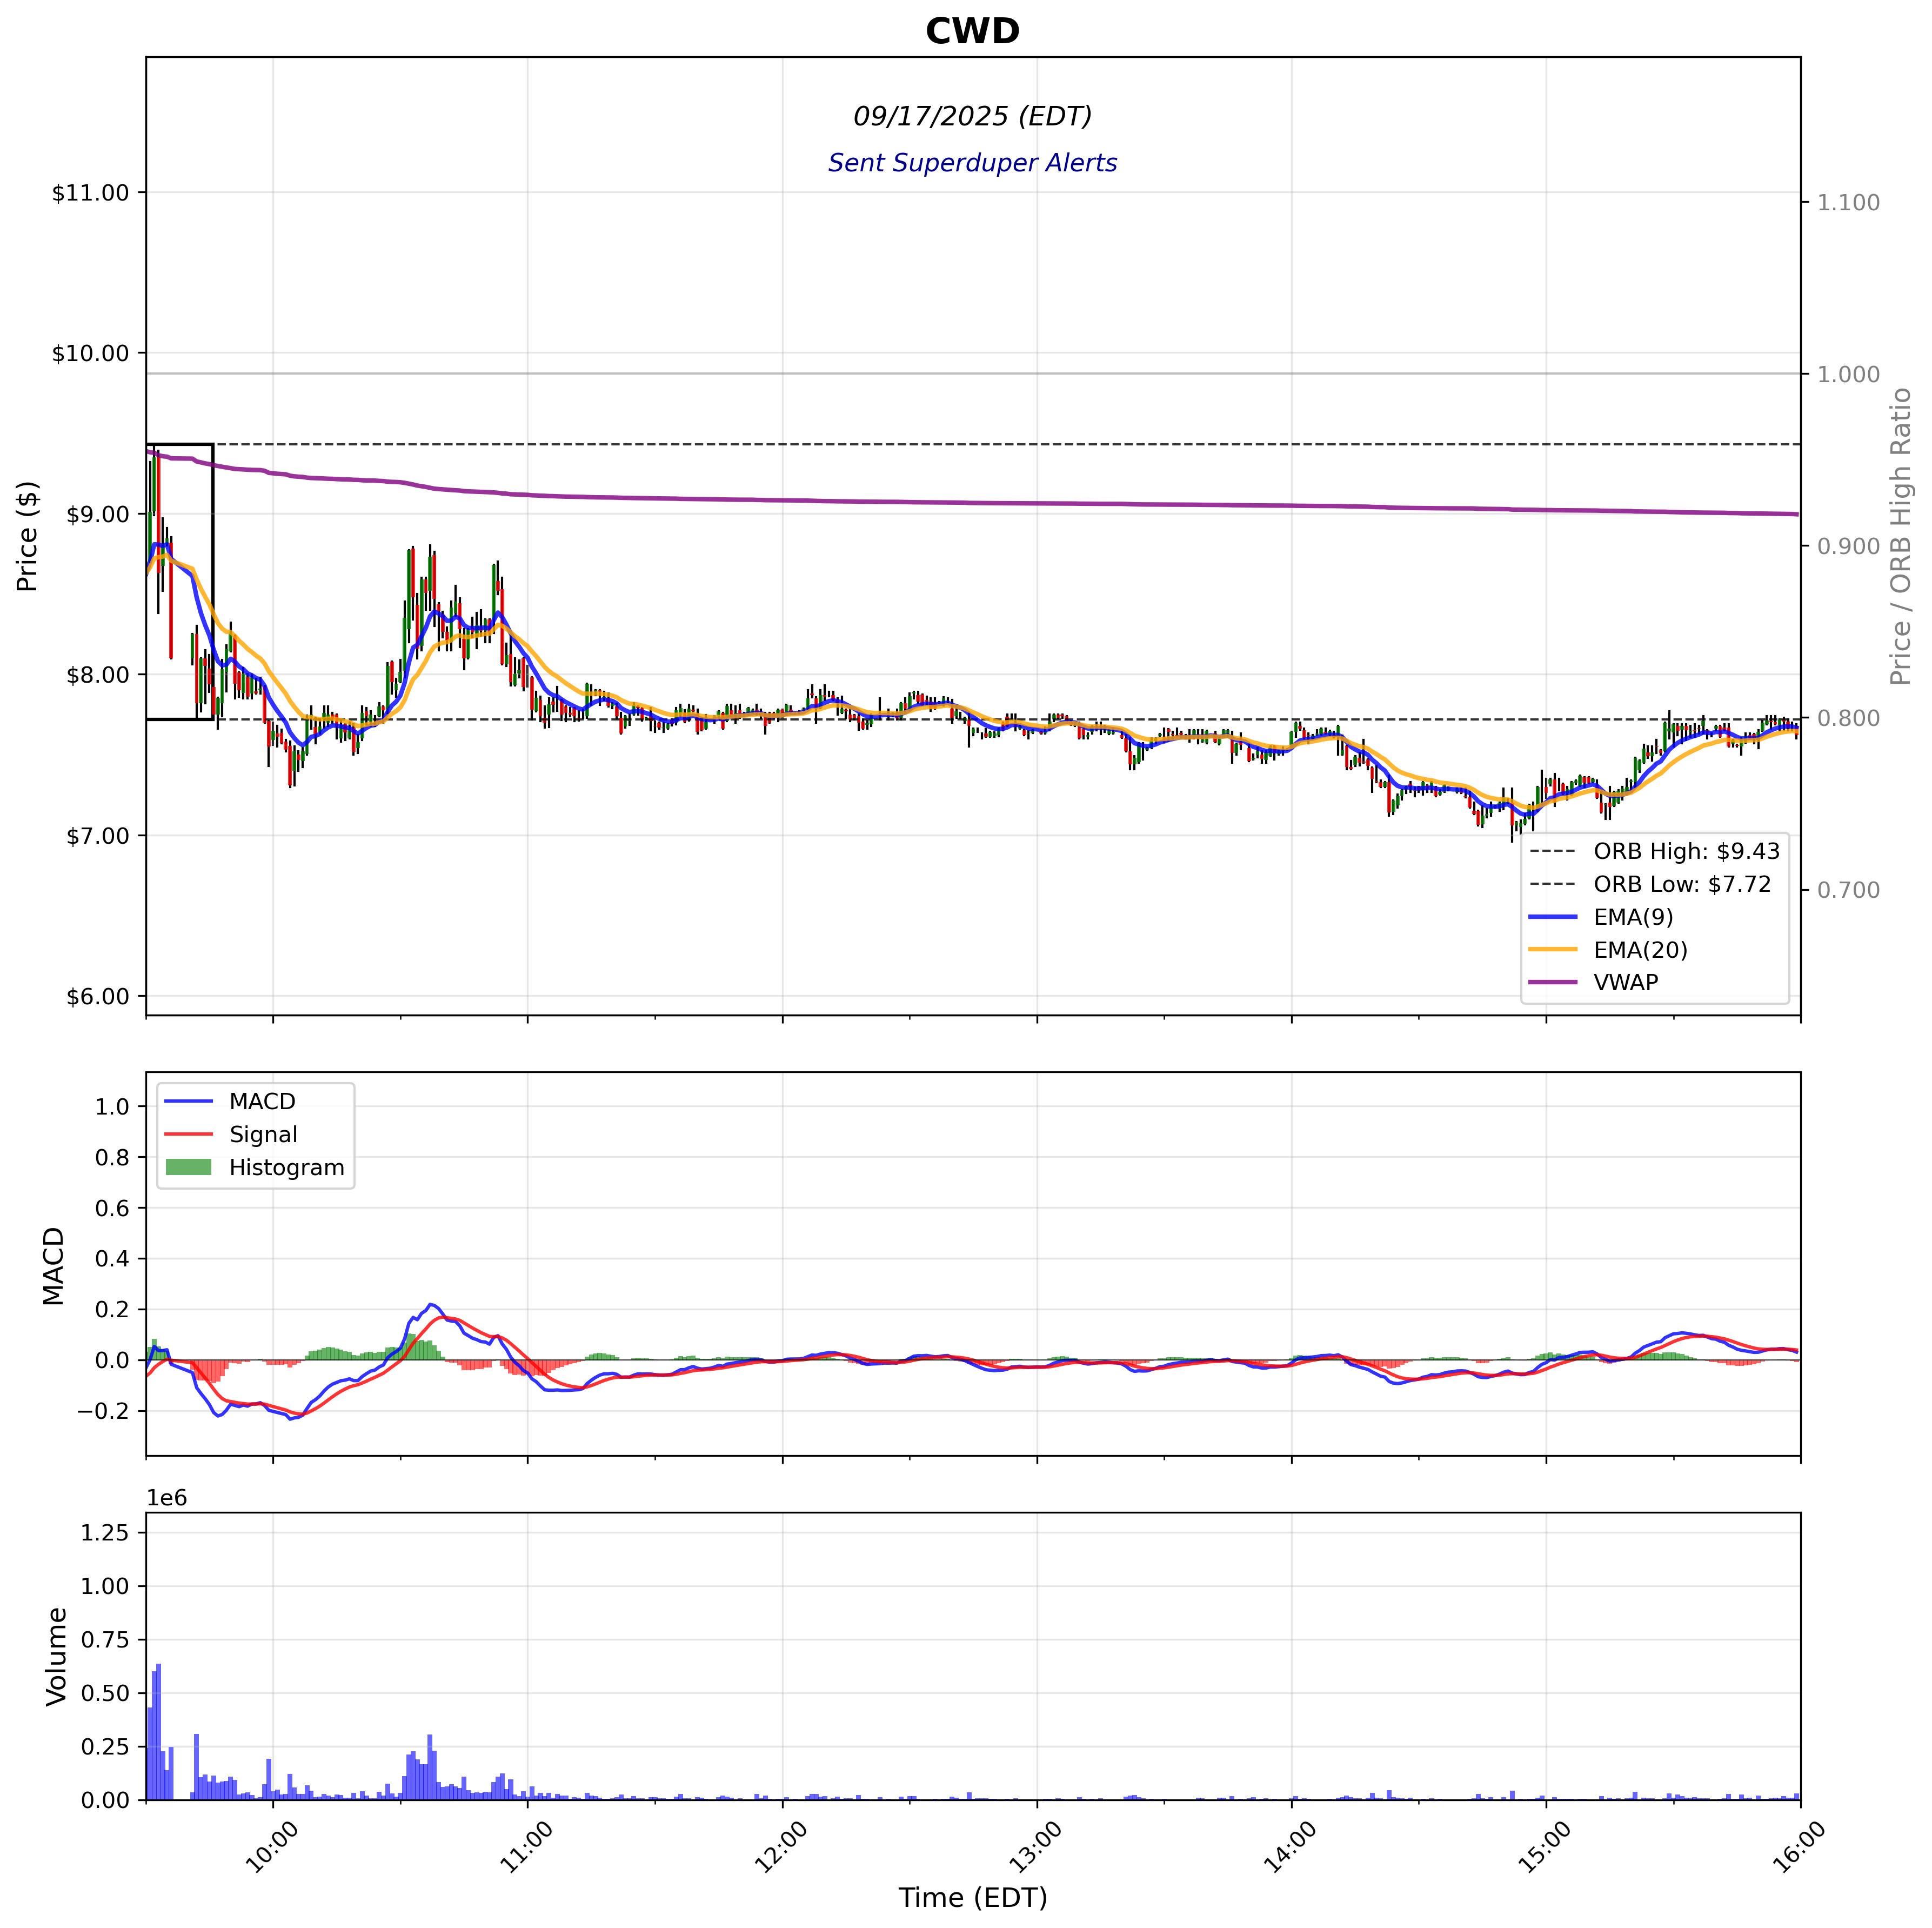 CWD
09/17/2025 (EDT)
Sent Superduper Alerts
$11.00
$10.00
$9.00
$8.00
$7.00
$6.00
Price ($)
1.100
1.000
0.900
0.800
0.700
Price / ORB High Ratio
ORB High: $9.43
ORB Low: $7.72
EMA(9)
EMA(20)
VWAP
MACD
Signal
Histogram
1.0
0.8
0.6
0.4
0.2
0.0
−0.2
MACD
1e6
1.25
1.00
0.75
0.50
0.25
0.00
Volume
10:00
11:00
12:00
13:00
14:00
15:00
16:00
Time (EDT)